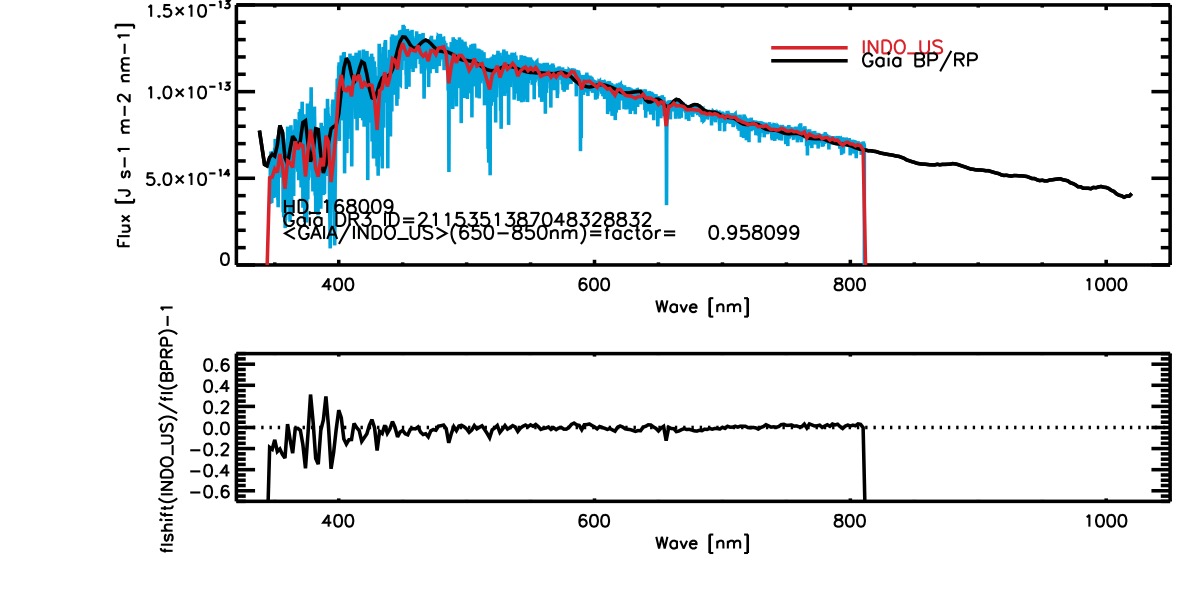 1.5×10−13
1.0×10−13
5.0×10−14
0
Flux [J s−1 m−2 nm−1]
INDO_US
Gaia BP/RP
HD_168009
Gaia DR3 ID=2115351387048328832
<GAIA/INDO_US>(650−850nm)=factor= 0.958099
400 600 800 1000
Wave [nm]
flshift(INDO_US)/fl(BPRP)−1
0.6
0.4
0.2
0.0
−0.2
−0.4
−0.6
400 600 800 1000
Wave [nm]